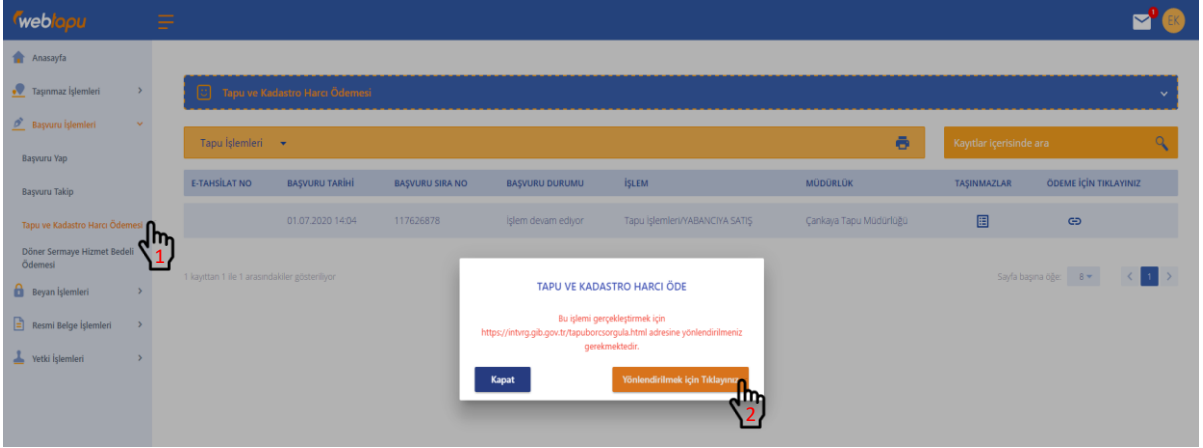 webtapu
1
EK
Anasayfa
Taşınmaz İşlemleri
Başvuru İşlemleri
Başvuru Yap
Başvuru Takip
Tapu ve Kadastro Harcı Ödemesi
1
Döner Sermaye Hizmet Bedeli
Ödemesi
Beyan İşlemleri
Resmi Belge İşlemleri
Yetki İşlemleri
Tapu ve Kadastro Harcı Ödemesi
Tapu İşlemleri
Kayıtlar içerisinde ara
E-TAHSİLAT NO BAŞVURU TARİHİ BAŞVURU SIRA NO BAŞVURU DURUMU İŞLEM MÜDÜRLÜK TAŞINMAZLAR ÖDEME İÇİN TIKLAYINIZ
01.07.2020 14:04 117626878 İşlem devam ediyor Tapu İşlemleri/YABANCIYA SATIŞ Çankaya Tapu Müdürlüğü
1 kayıttan 1 ile 1 arasındakiler gösteriliyor
Sayfa başına öğe: 8 < 1 >
TAPU VE KADASTRO HARCI ÖDE
Bu işlemi gerçekleştirmek için
https://intvrg.gib.gov.tr/tapuborcsorgula.html adresine yönlendirilmeniz
gerekmektedir.
Kapat
Yönlendirilmek için Tıklayınız
2